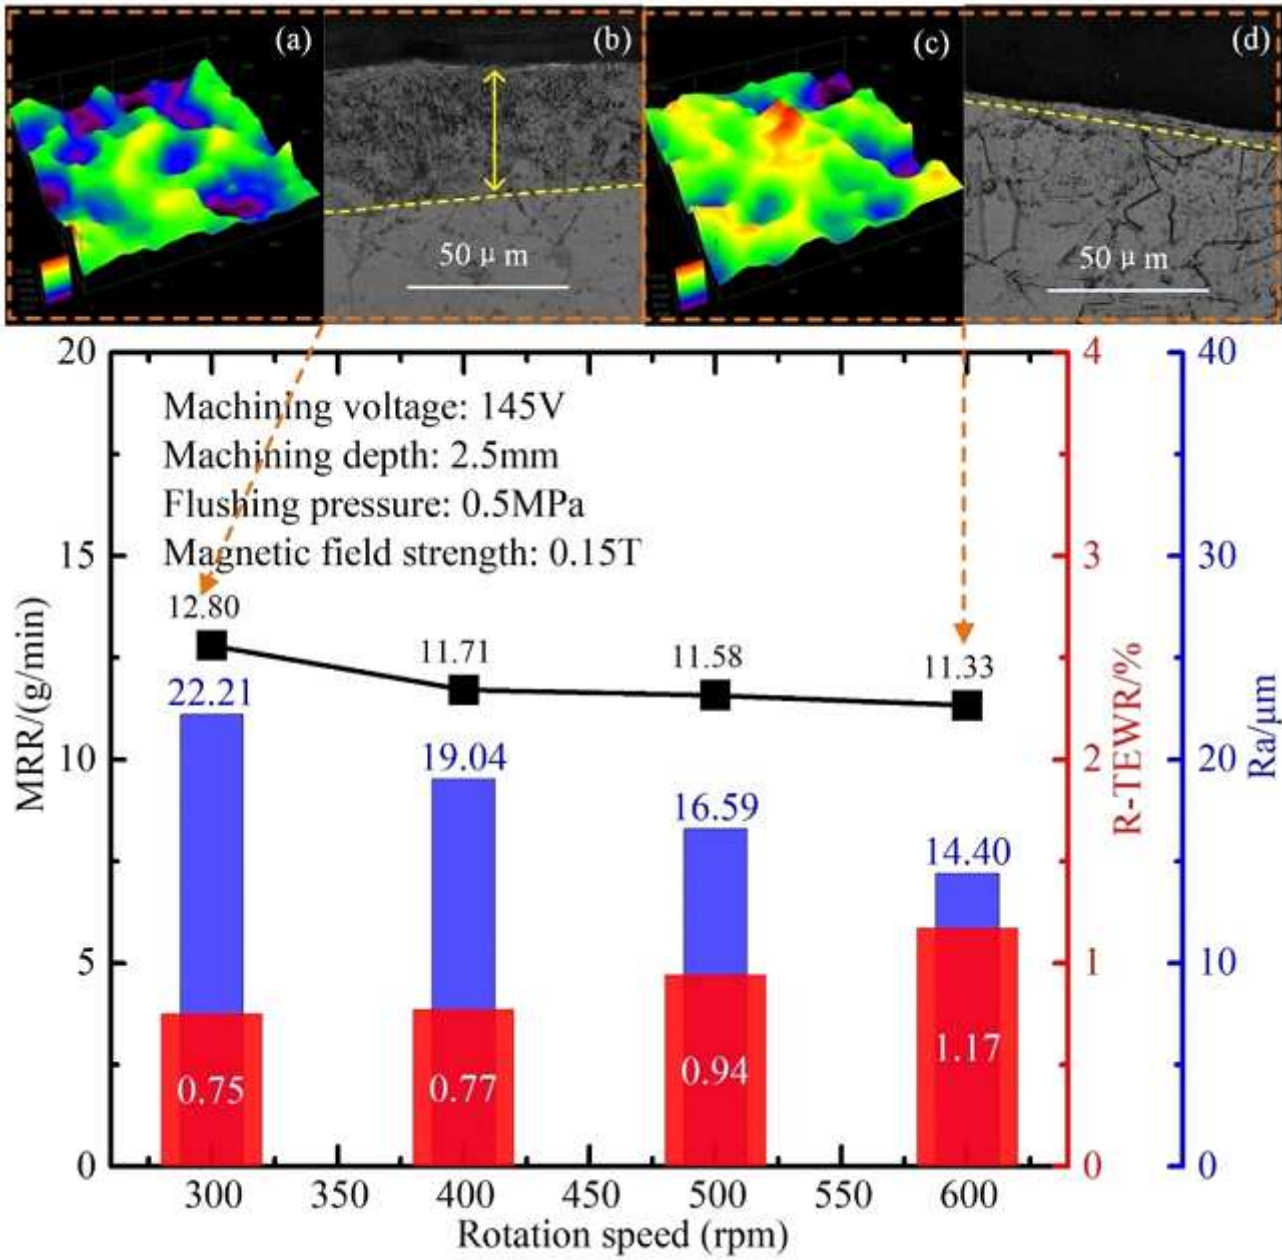 (a)
(b)
(c)
(d)
50 μm
50 μm
20
15
10
5
0
MRR/(g/min)
Machining voltage: 145V
Machining depth: 2.5mm
Flushing pressure: 0.5MPa
Magnetic field strength: 0.15T
12.80
11.71
11.58
11.33
22.21
19.04
16.59
14.40
0.75
0.77
0.94
1.17
4
3
2
1
0
R-TEWR/%
40
30
20
10
0
Ra/μm
300
350
400
450
500
550
600
Rotation speed (rpm)